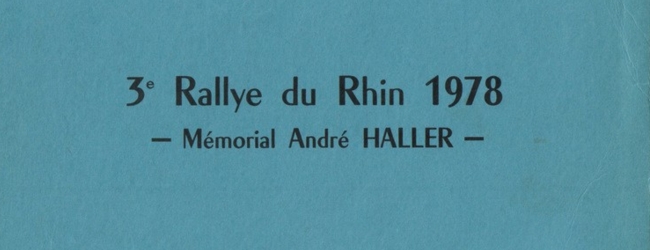 3e Rallye du Rhin 1978
— Mémorial André HALLER —